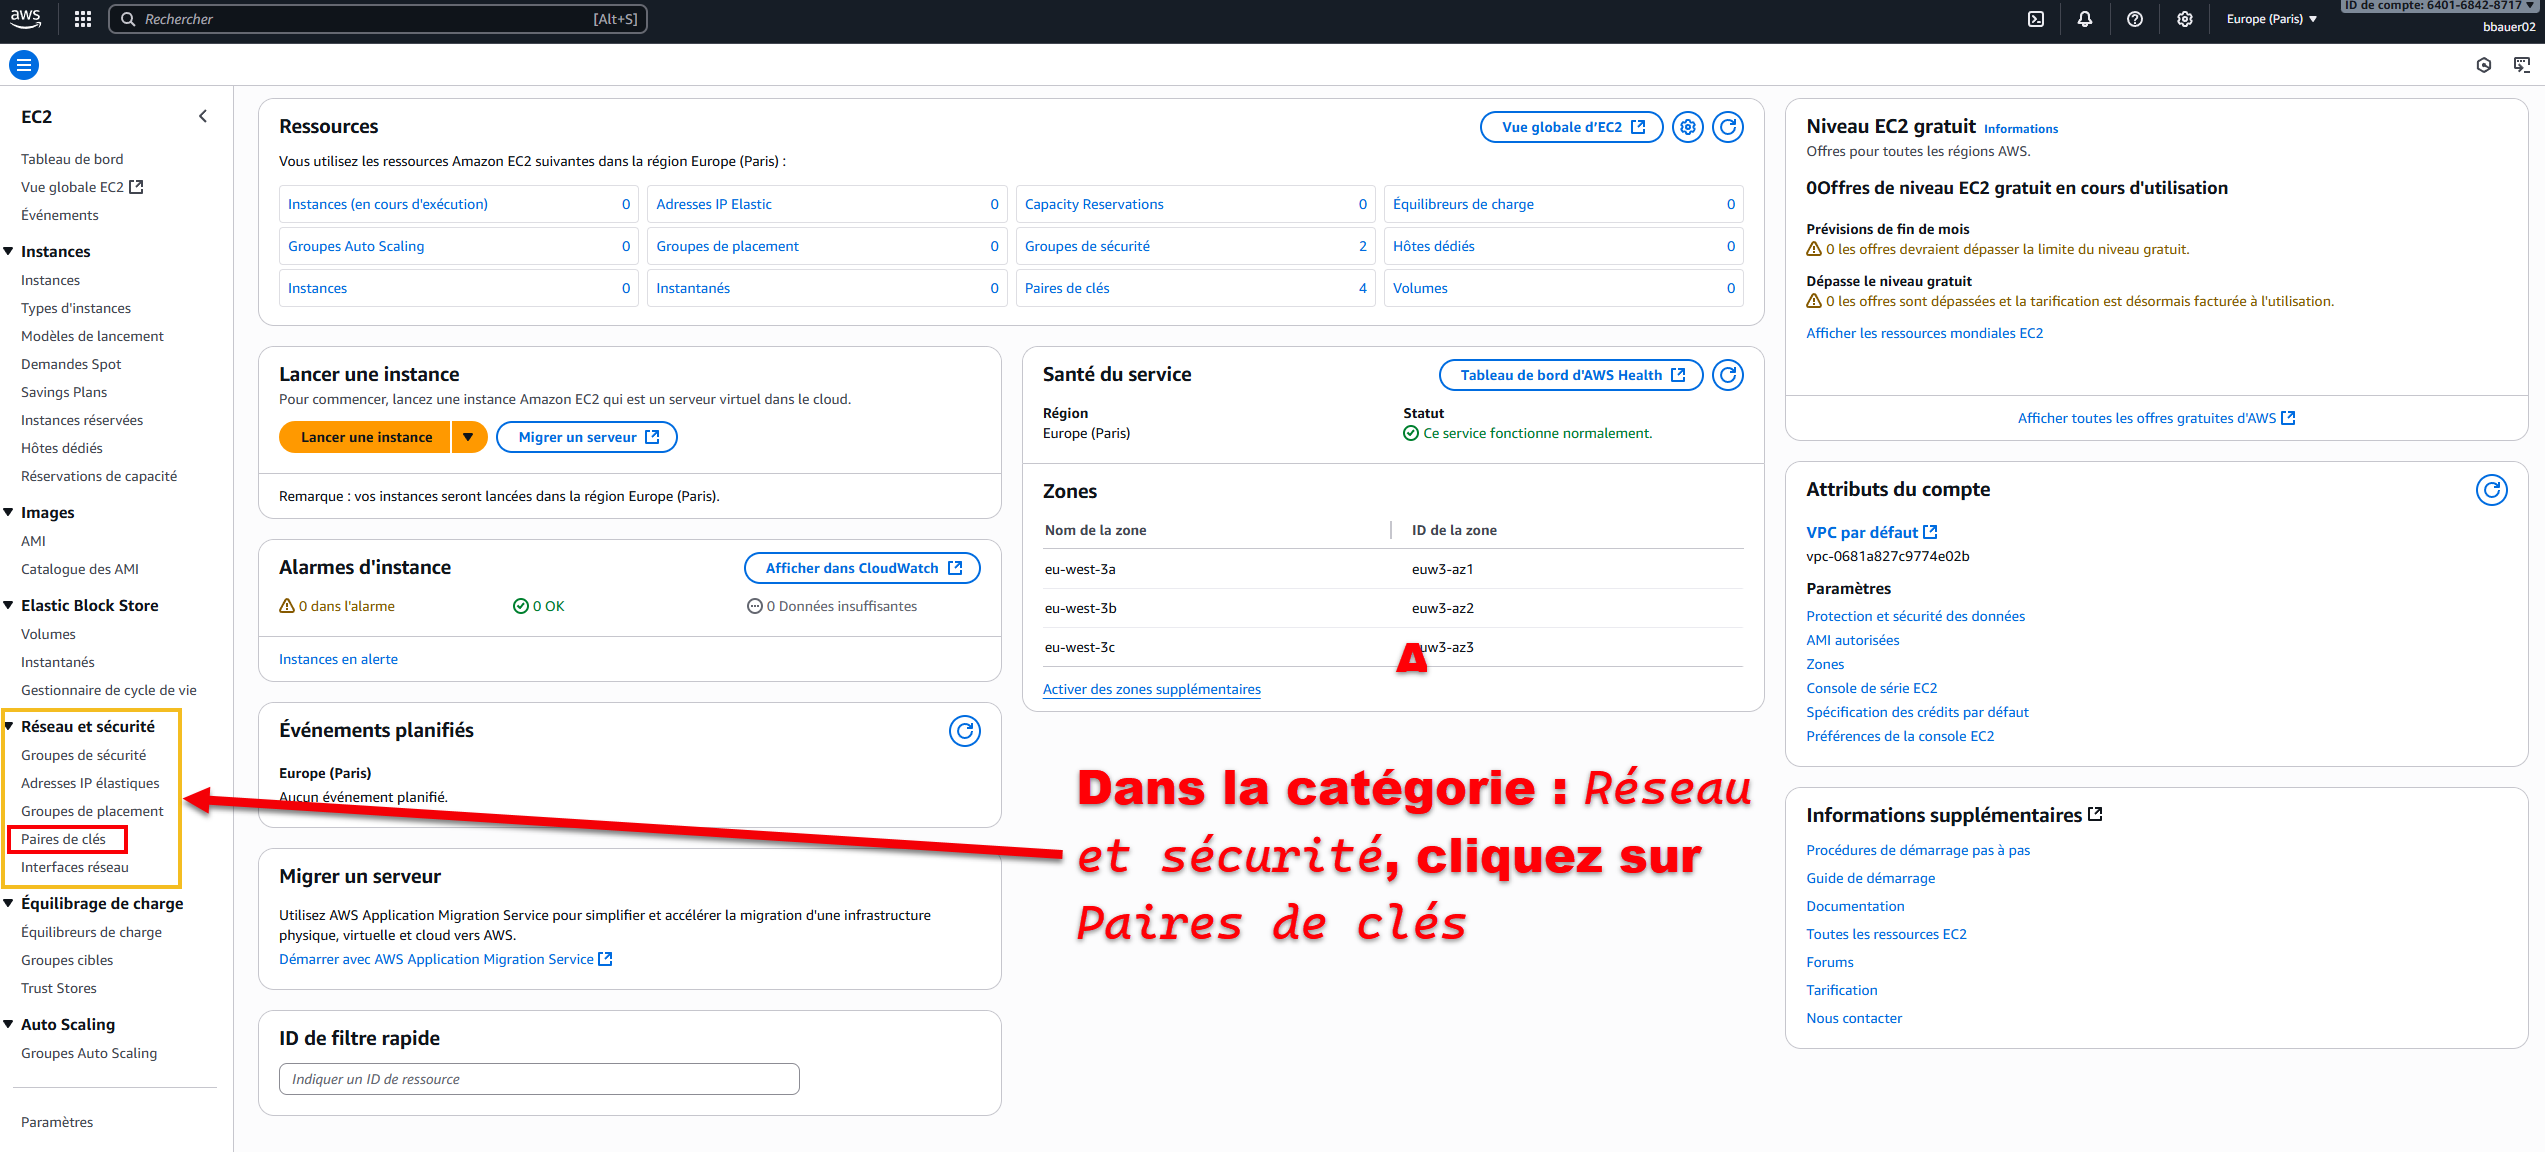 aws
Rechercher
[Alt+S]
Europe (Paris)
ID de compte: 6401-6842-8717
bbauer02
EC2
Tableau de bord
Vue globale EC2
Événements
Instances
Instances
Types d'instances
Modèles de lancement
Demandes Spot
Savings Plans
Instances réservées
Hôtes dédiés
Réservations de capacité
Images
AMI
Catalogue des AMI
Elastic Block Store
Volumes
Instantanés
Gestionnaire de cycle de vie
Réseau et sécurité
Groupes de sécurité
Adresses IP élastiques
Groupes de placement
Paires de clés
Interfaces réseau
Équilibrage de charge
Équilibreurs de charge
Groupes cibles
Trust Stores
Auto Scaling
Groupes Auto Scaling
Paramètres
Ressources
Vue globale d'EC2
Vous utilisez les ressources Amazon EC2 suivantes dans la région Europe (Paris) :
Instances (en cours d'exécution) 0
Adresses IP Elastic 0
Capacity Reservations 0
Équilibreurs de charge 0
Groupes Auto Scaling 0
Groupes de placement 0
Groupes de sécurité 2
Hôtes dédiés 0
Instances 0
Instantanés 0
Paires de clés 4
Volumes 0
Lancer une instance
Pour commencer, lancez une instance Amazon EC2 qui est un serveur virtuel dans le cloud.
Lancer une instance
Migrer un serveur
Remarque : vos instances seront lancées dans la région Europe (Paris).
Alarmes d'instance
Afficher dans CloudWatch
0 dans l'alarme
0 OK
0 Données insuffisantes
Instances en alerte
Événements planifiés
Europe (Paris)
Aucun événement planifié.
Migrer un serveur
Utilisez AWS Application Migration Service pour simplifier et accélérer la migration d'une infrastructure
physique, virtuelle et cloud vers AWS.
Démarrer avec AWS Application Migration Service
ID de filtre rapide
Indiquer un ID de ressource
Santé du service
Tableau de bord d'AWS Health
Région
Europe (Paris)
Statut
Ce service fonctionne normalement.
Zones
Nom de la zone ID de la zone
eu-west-3a euw3-az1
eu-west-3b euw3-az2
eu-west-3c euw3-az3
A
Activer des zones supplémentaires
Dans la catégorie : Réseau
et sécurité, cliquez sur
Paires de clés
Niveau EC2 gratuit Informations
Offres pour toutes les régions AWS.
0Offres de niveau EC2 gratuit en cours d'utilisation
Prévisions de fin de mois
0 les offres devraient dépasser la limite du niveau gratuit.
Dépasse le niveau gratuit
0 les offres sont dépassées et la tarification est désormais facturée à l'utilisation.
Afficher les ressources mondiales EC2
Afficher toutes les offres gratuites d'AWS
Attributs du compte
VPC par défaut
vpc-0681a827c9774e02b
Paramètres
Protection et sécurité des données
AMI autorisées
Zones
Console de série EC2
Spécification des crédits par défaut
Préférences de la console EC2
Informations supplémentaires
Procédures de démarrage pas à pas
Guide de démarrage
Documentation
Toutes les ressources EC2
Forums
Tarification
Nous contacter